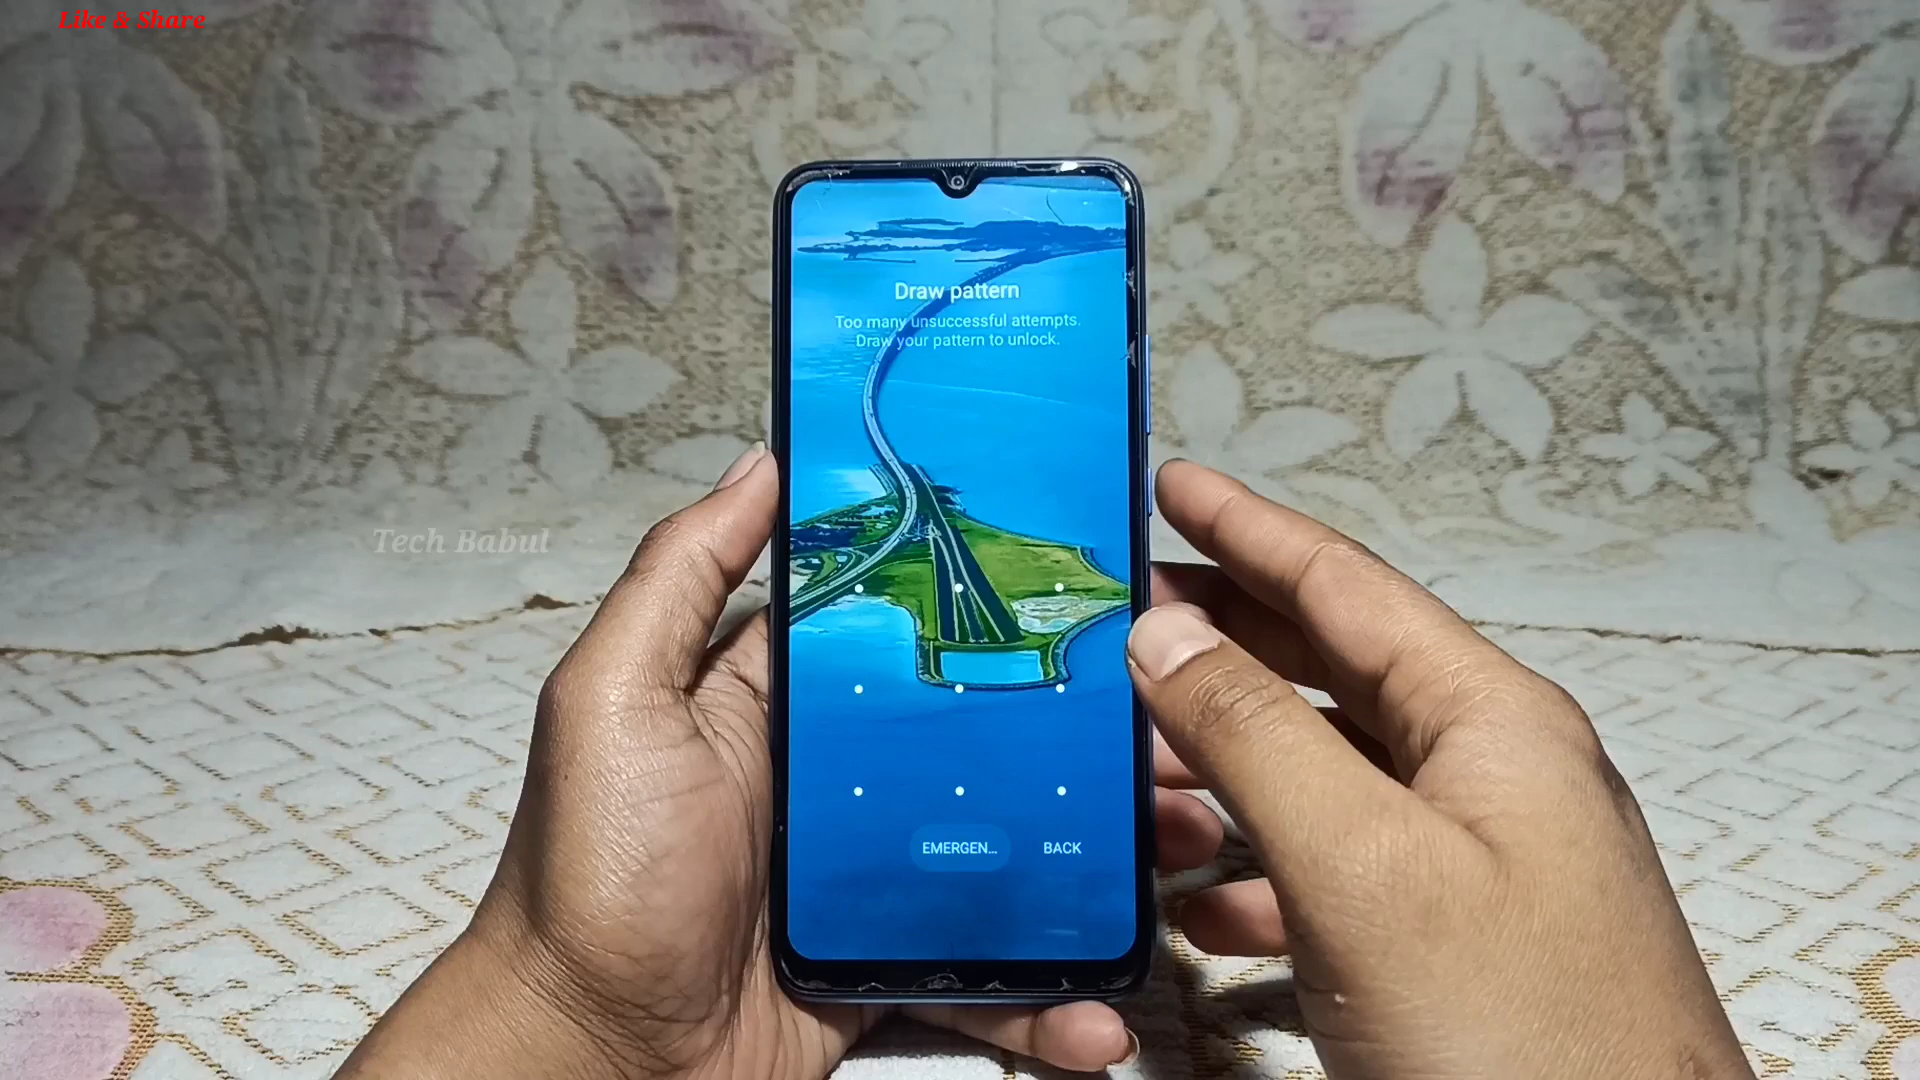 Like & Share
Draw pattern
Too many unsuccessful attempts.
Draw your pattern to unlock.
Tech Babul
EMERGEN...
BACK